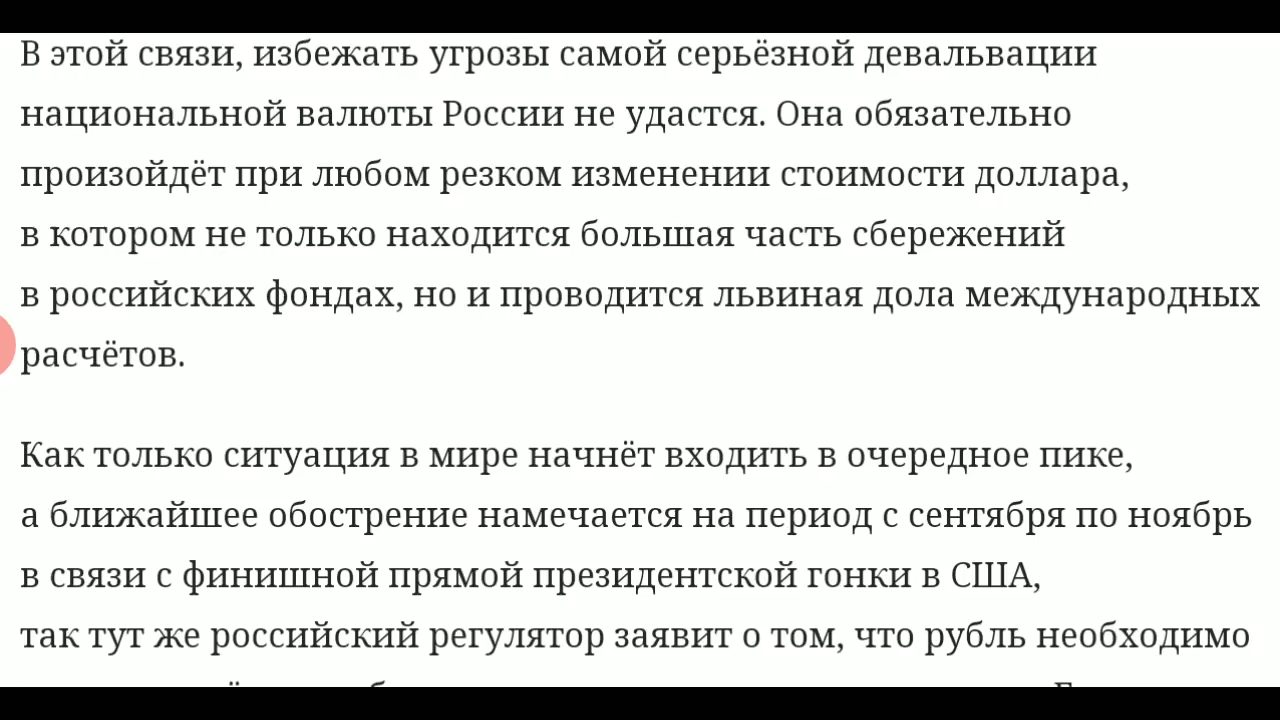 В этой связи, избежать угрозы самой серьёзной девальвации
национальной валюты России не удастся. Она обязательно
произойдёт при любом резком изменении стоимости доллара,
в котором не только находится большая часть сбережений
в российских фондах, но и проводится львиная дола международных
расчётов.
Как только ситуация в мире начнёт входить в очередное пике,
а ближайшее обострение намечается на период с сентября по ноябрь
в связи с финишной прямой президентской гонки в США,
так тут же российский регулятор заявит о том, что рубль необходимо